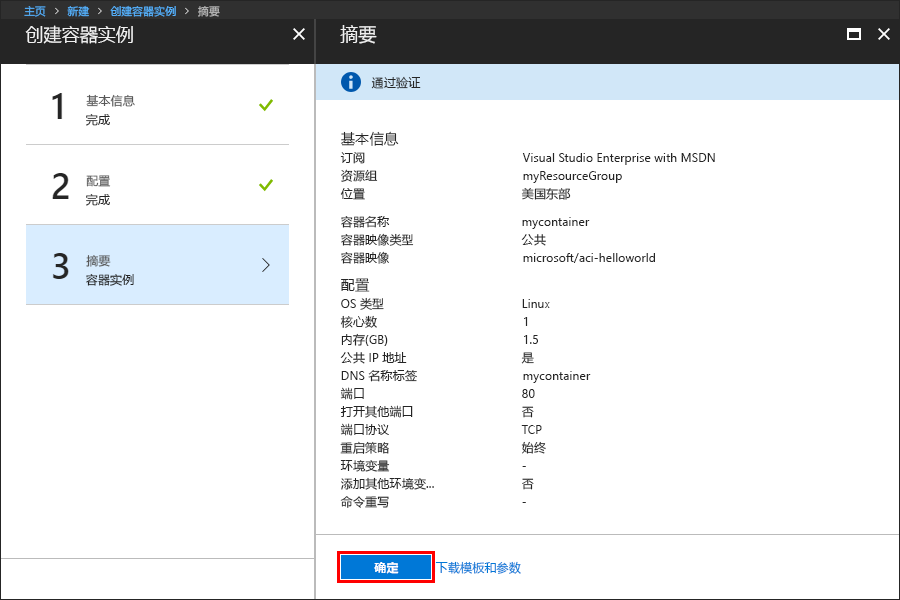 主页 > 新建 > 创建容器实例 > 摘要
创建容器实例
1
基本信息
完成
2
配置
完成
3
摘要
容器实例
摘要
通过验证
基本信息
订阅 Visual Studio Enterprise with MSDN
资源组 myResourceGroup
位置 美国东部
容器名称 mycontainer
容器映像类型 公共
容器映像 microsoft/aci-helloworld
配置
OS 类型 Linux
核心数 1
内存(GB) 1.5
公共 IP 地址 是
DNS 名称标签 mycontainer
端口 80
打开其他端口 否
端口协议 TCP
重启策略 始终
环境变量 -
添加其他环境变... 否
命令重写 -
确定 下载模板和参数